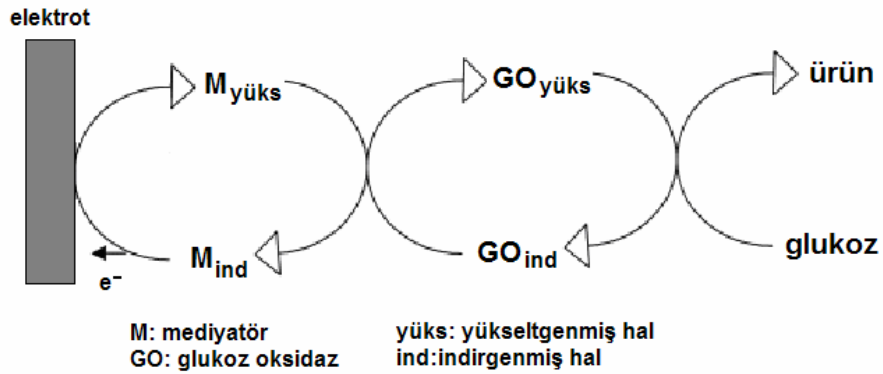 elektrot
M yüks
GO yüks
ürün
M ind
GO ind
glukoz
e⁻
M: mediyatör
yüks: yükseltgenmiş hal
GO: glukoz oksidaz
ind:indirgenmiş hal